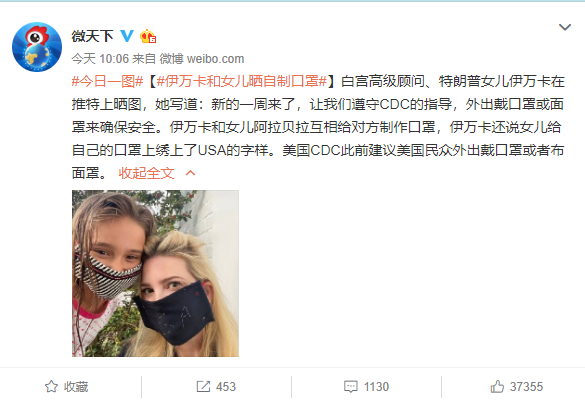 微天下
今天 10:06 来自 微博 weibo.com
#今日一图#【#伊万卡和女儿晒自制口罩#】白宫高级顾问、特朗普女儿伊万卡在
推特上晒图，她写道：新的一周来了，让我们遵守CDC的指导，外出戴口罩或面
罩来确保安全。伊万卡和女儿阿拉贝拉互相给对方制作口罩，伊万卡还说女儿给
自己的口罩上绣上了USA的字样。美国CDC此前建议美国民众外出戴口罩或者布
面罩。 收起全文
收藏 453 1130 37355